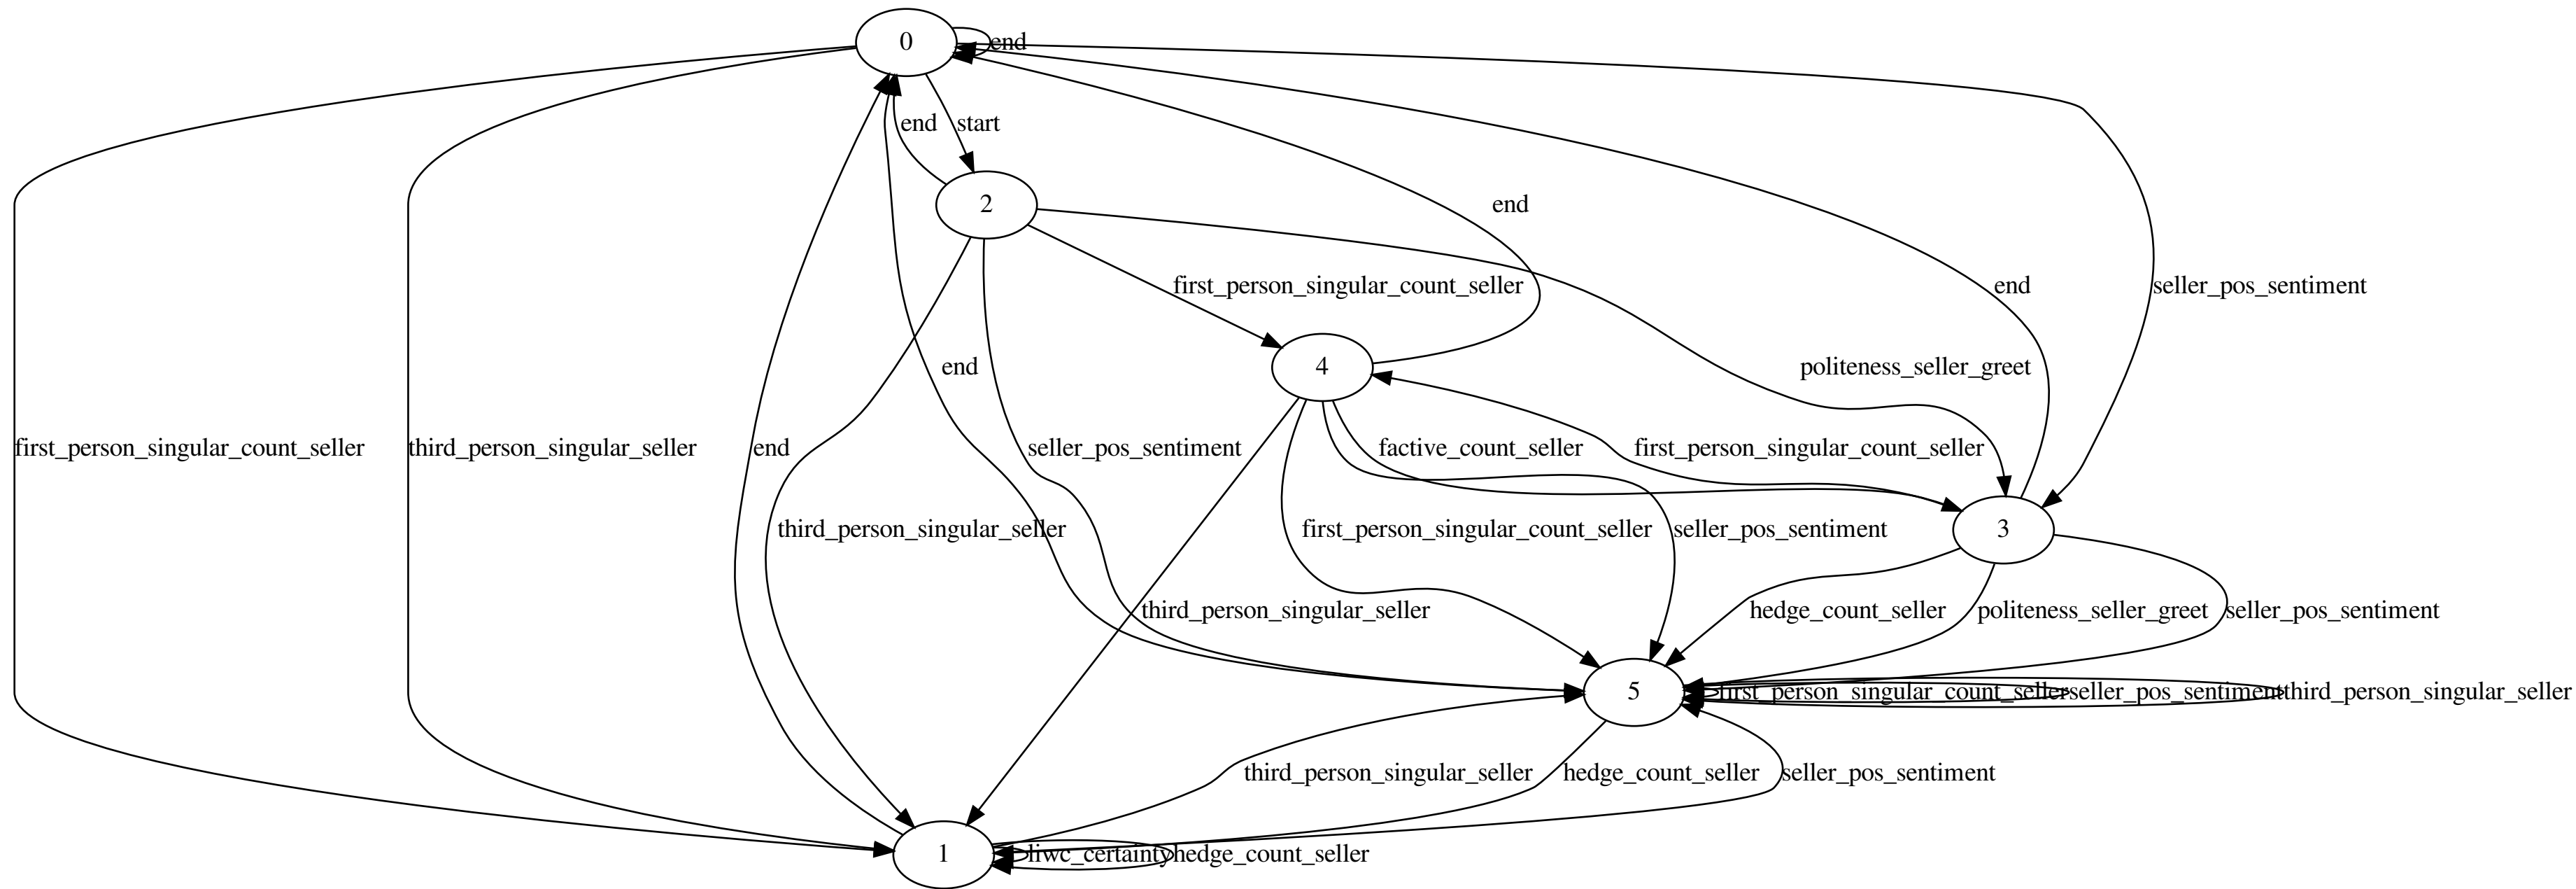 0
end
end
start
2
end
first_person_singular_count_seller
end
seller_pos_sentiment
4
end
politeness_seller_greet
first_person_singular_count_seller
third_person_singular_seller
end
seller_pos_sentiment
factive_count_seller
first_person_singular_count_seller
third_person_singular_seller
first_person_singular_count_seller
seller_pos_sentiment
3
third_person_singular_seller
hedge_count_seller
politeness_seller_greet
seller_pos_sentiment
5
first_person_singular_count_seller
seller_pos_sentiment
third_person_singular_seller
third_person_singular_seller
hedge_count_seller
seller_pos_sentiment
1
liwc_certainty
hedge_count_seller